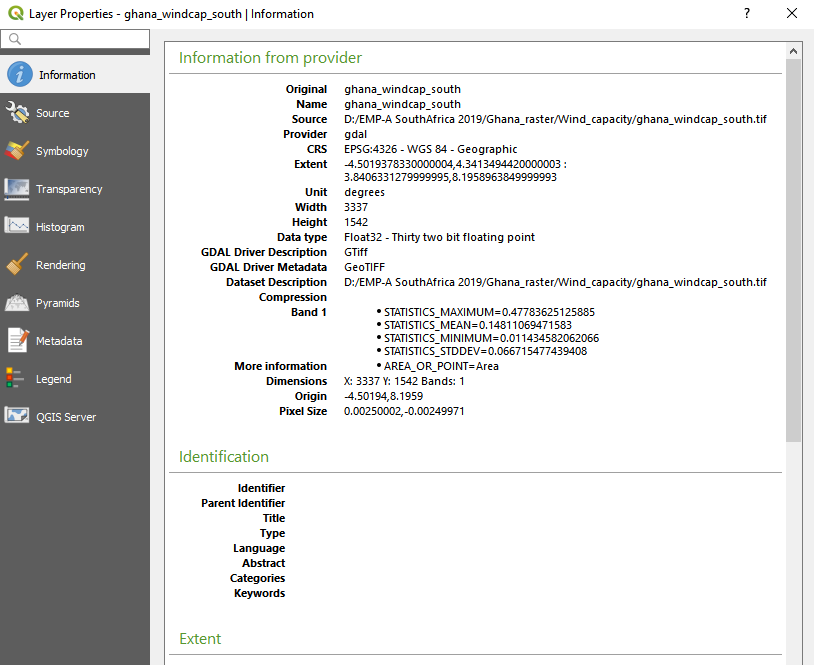 Layer Properties - ghana_windcap_south | Information
?
Information
Source
Symbology
Transparency
Histogram
Rendering
Pyramids
Metadata
Legend
QGIS Server
Information from provider
Original ghana_windcap_south
Name ghana_windcap_south
Source D:/EMP-A SouthAfrica 2019/Ghana_raster/Wind_capacity/ghana_windcap_south.tif
Provider gdal
CRS EPSG:4326 - WGS 84 - Geographic
Extent -4.5019378330000004,4.3413494420000003 :
3.8406331279999995,8.1958963849999993
Unit degrees
Width 3337
Height 1542
Data type Float32 - Thirty two bit floating point
GDAL Driver Description GTiff
GDAL Driver Metadata GeoTIFF
Dataset Description D:/EMP-A SouthAfrica 2019/Ghana_raster/Wind_capacity/ghana_windcap_south.tif
Compression
Band 1 • STATISTICS_MAXIMUM=0.47783625125885
• STATISTICS_MEAN=0.14811069471583
• STATISTICS_MINIMUM=0.011434582062066
• STATISTICS_STDDEV=0.066715477439408
More information • AREA_OR_POINT=Area
Dimensions X: 3337 Y: 1542 Bands: 1
Origin -4.50194,8.1959
Pixel Size 0.00250002,-0.00249971
Identification
Identifier
Parent Identifier
Title
Type
Language
Abstract
Categories
Keywords
Extent